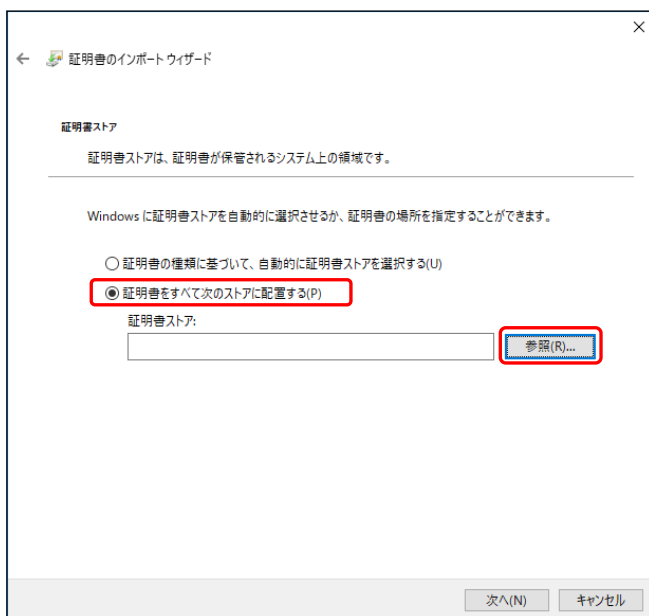 証明書のインポート ウィザード
証明書ストア
証明書ストアは、証明書が保管されるシステム上の領域です。
Windows に証明書ストアを自動的に選択させるか、証明書の場所を指定することができます。
証明書の種類に基づいて、自動的に証明書ストアを選択する(U)
証明書をすべて次のストアに配置する(P)
証明書ストア:
参照(R)...
次へ(N) キャンセル